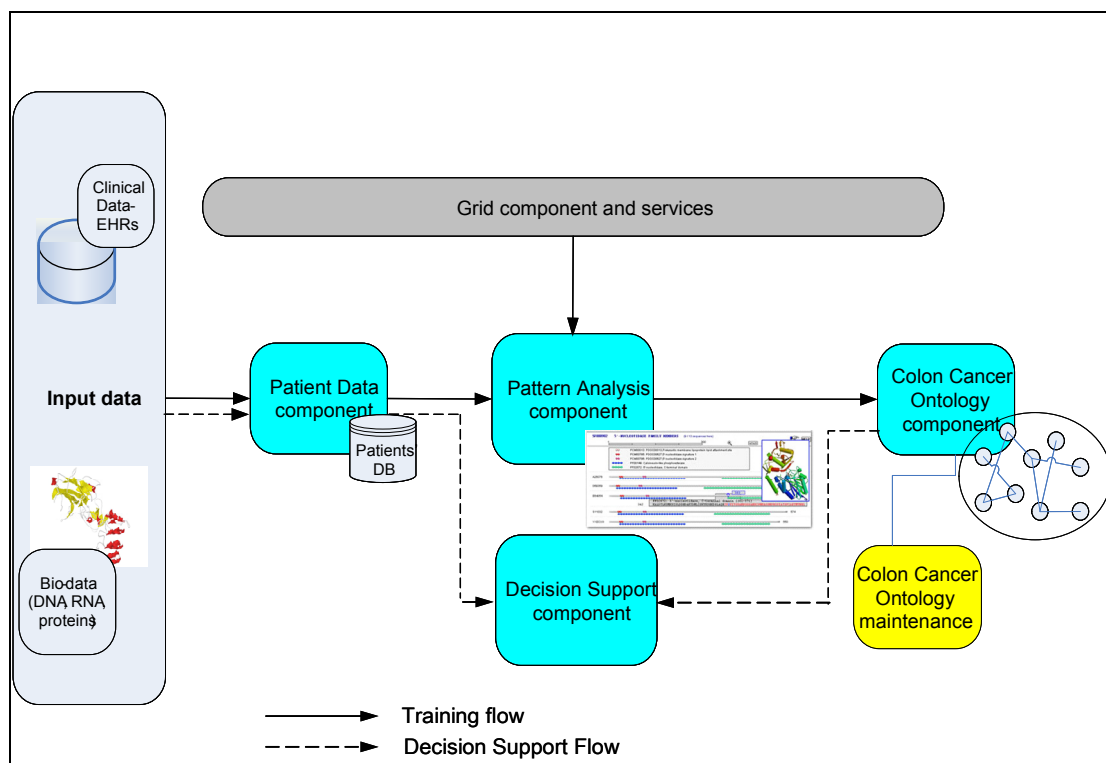 Clinical
Data-
EHRs
Grid component and services
Input data
Patient Data
component
Patients
DB
Pattern Analysis
component
Colon Cancer
Ontology
component
Bio-data
(DNA, RNA,
proteins)
Decision Support
component
Colon Cancer
Ontology
maintenance
Training flow
Decision Support Flow